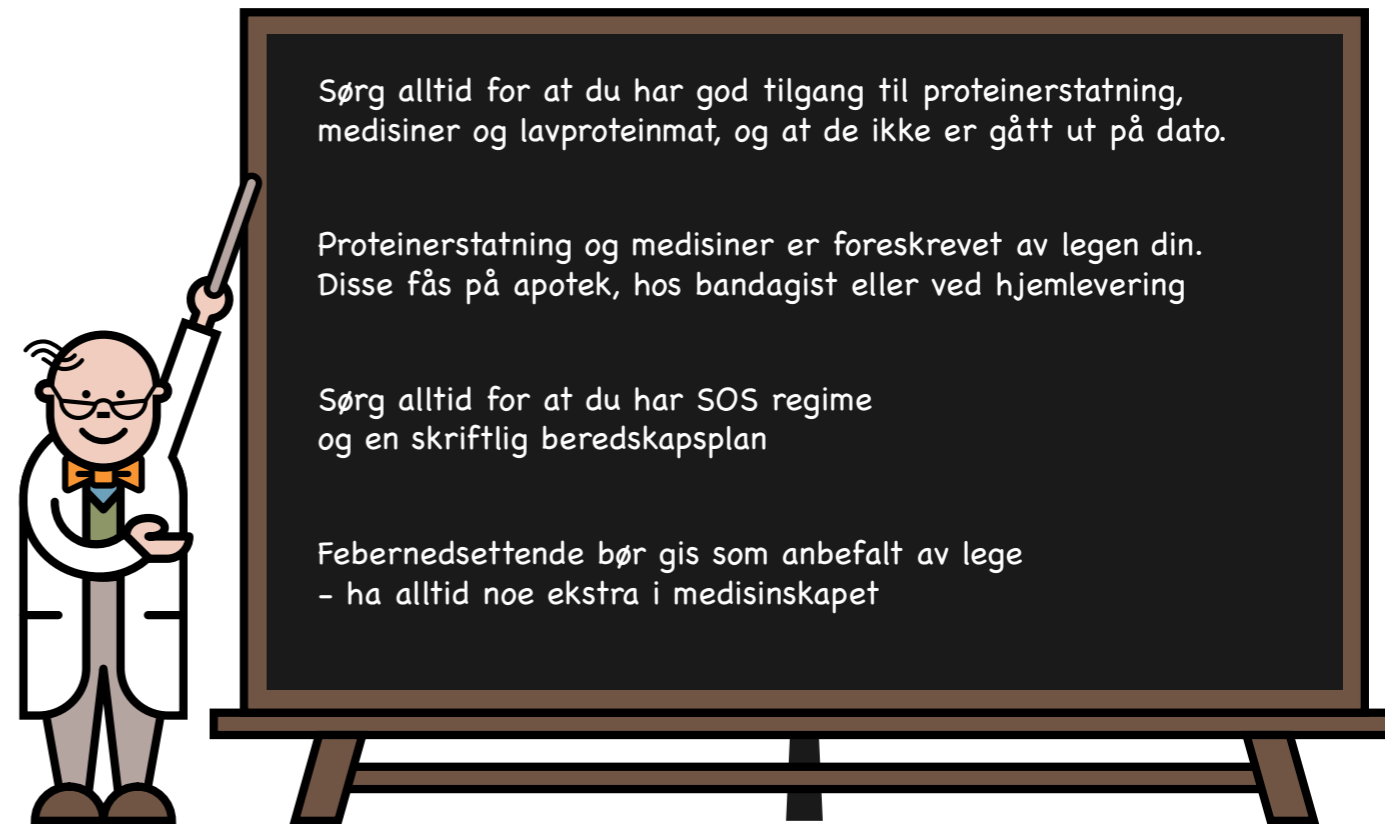 Sørg alltid for at du har god tilgang til proteinerstatning,
medisiner og lavproteinmat, og at de ikke er gått ut på dato.
Proteinerstatning og medisiner er foreskrevet av legen din.
Disse fås på apotek, hos bandagist eller ved hjemlevering
Sørg alltid for at du har SOS regime
og en skriftlig beredskapsplan
Febernedsettende bør gis som anbefalt av lege
– ha alltid noe ekstra i medisinskapet